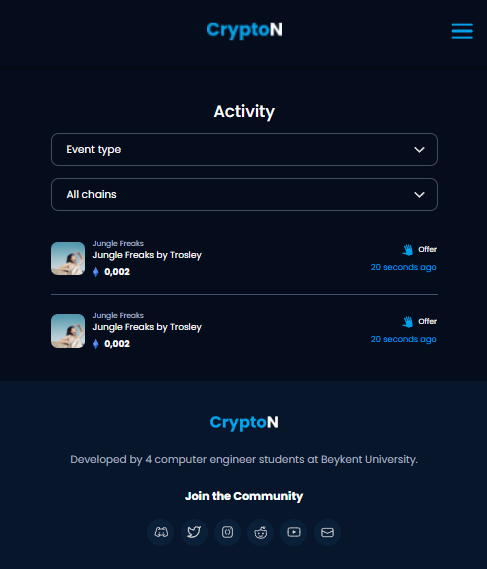 CryptoN
Activity
Event type
All chains
Jungle Freaks
Jungle Freaks by Trosley
0,002
Offer
20 seconds ago
Jungle Freaks
Jungle Freaks by Trosley
0,002
Offer
20 seconds ago
CryptoN
Developed by 4 computer engineer students at Beykent University.
Join the Community